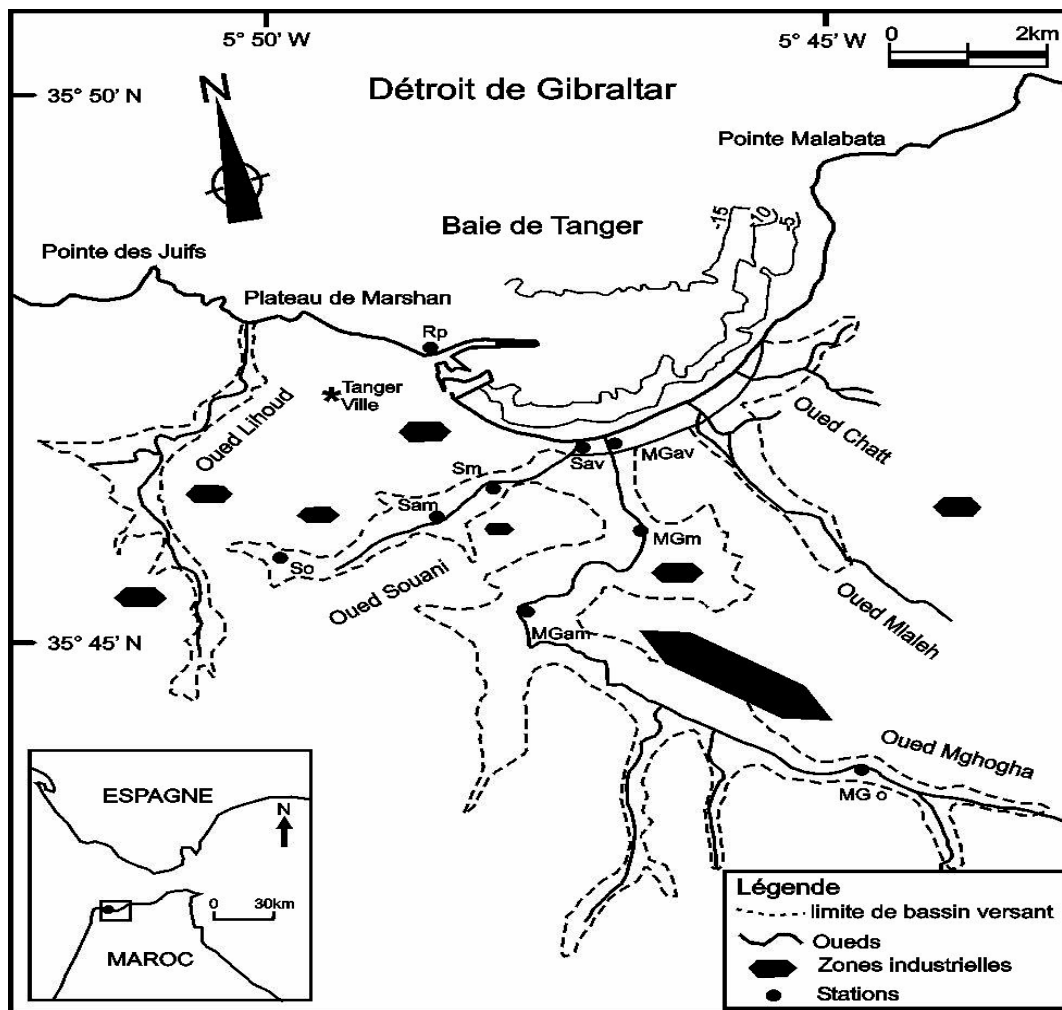 5° 50' W
5° 45' W
0 2km
35° 50' N
Détroit de Gibraltar
N
Pointe Malabata
-15
-10
-5
Baie de Tanger
Pointe des Juifs
Plateau de Marshan
Rp
Tanger
Ville
Oued Lihoud
Oued Chatt
Sav
MGav
Sm
Sam
MGm
So
Oued Souani
Oued Mlaleh
MGam
35° 45' N
Oued Mghogha
MG o
ESPAGNE
N
0 30km
MAROC
Légende
limite de bassin versant
Oueds
Zones industrielles
Stations